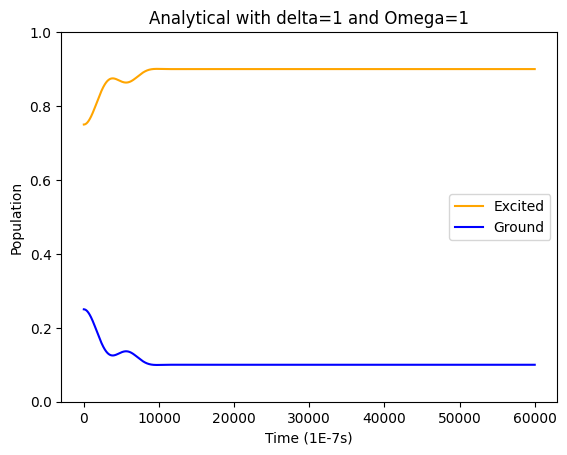 Analytical with delta=1 and Omega=1
1.0
0.8
0.6
0.4
0.2
0.0
Population
Excited
Ground
0 10000 20000 30000 40000 50000 60000
Time (1E-7s)